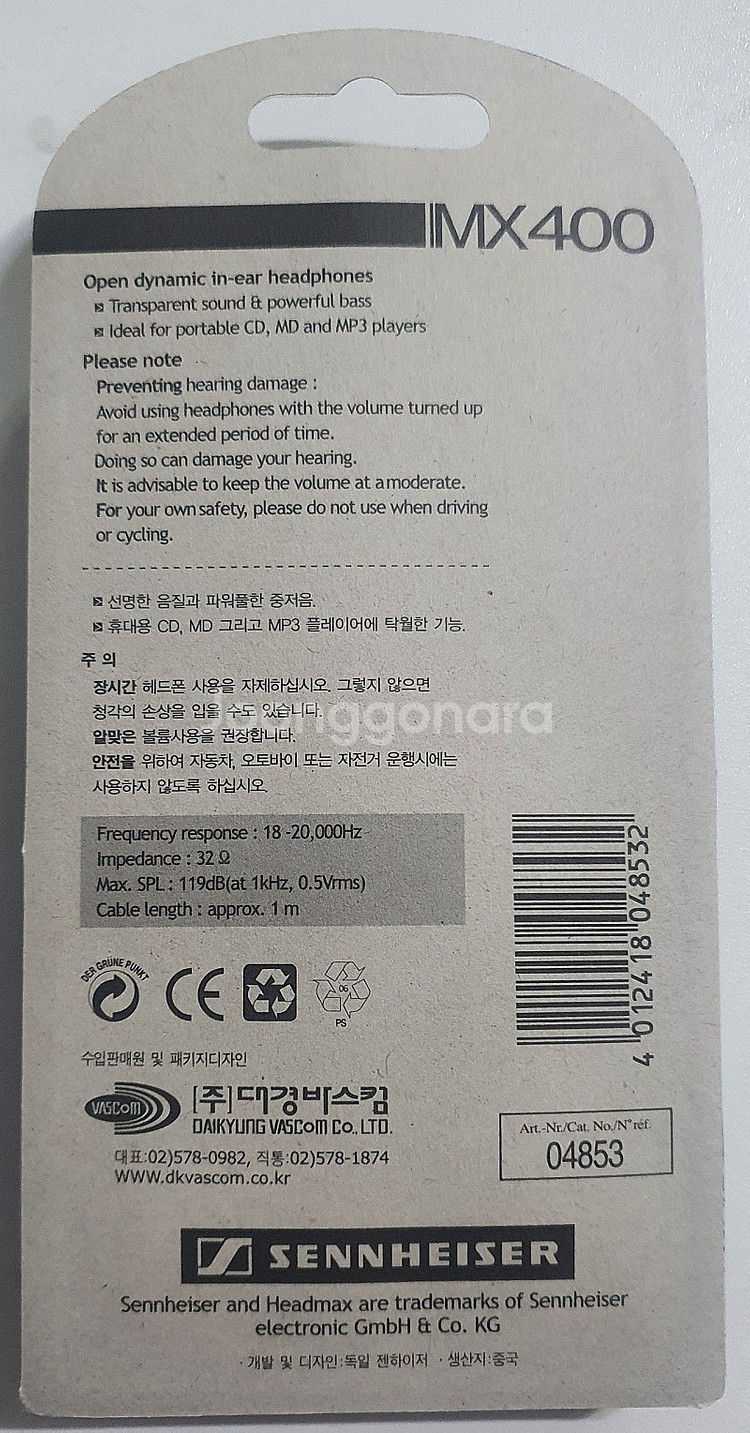 MX400
Open dynamic in-ear headphones
Transparent sound & powerful bass
Ideal for portable CD, MD and MP3 players
Please note
Preventing hearing damage :
Avoid using headphones with the volume turned up
for an extended period of time.
Doing so can damage your hearing.
It is advisable to keep the volume at a moderate.
For your own safety, please do not use when driving
or cycling.
선명한 음질과 파워풀한 중저음.
휴대용 CD, MD 그리고 MP3 플레이어에 탁월한 기능.
주 의
장시간 헤드폰 사용을 자제하십시오. 그렇지 않으면
청각의 손상을 입을 수도 있습니다.
Joonggonara
알맞은 볼륨사용을 권장합니다.
안전을 위하여 자동차, 오토바이 또는 자전거 운행시에는
사용하지 않도록 하십시오.
Frequency response : 18 -20,000Hz
Impedance : 32 Ω
Max. SPL : 119dB(at 1kHz, 0.5Vrms)
Cable length : approx. 1 m
4 012418 048532
DER GRÜNE PUNKT
CE
06
PS
수입판매원 및 패키지디자인
VASCOM
[주]대경바스컴
DAIKYUNG VASCOM CO.,LTD.
대표:02)578-0982, 직통:02)578-1874
WWW.dkvascom.co.kr
Art.-Nr./Cat. No./N° réf.
04853
SENNHEISER
Sennheiser and Headmax are trademarks of Sennheiser
electronic GmbH & Co. KG
· 개발 및 디자인:독일 젠하이저 · 생산지:중국